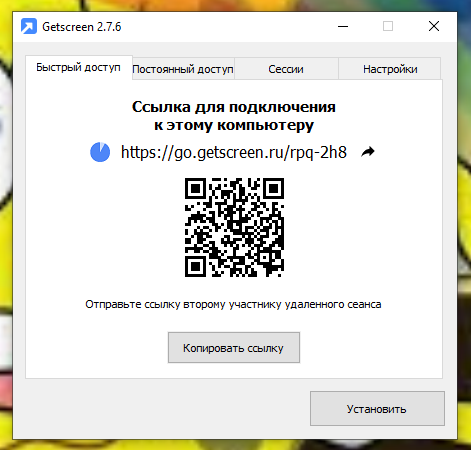 Getscreen 2.7.6
Быстрый доступ
Постоянный доступ
Сессии
Настройки
Ссылка для подключения
к этому компьютеру
https://go.getscreen.ru/rpq-2h8
Отправьте ссылку второму участнику удаленного сеанса
Копировать ссылку
Установить